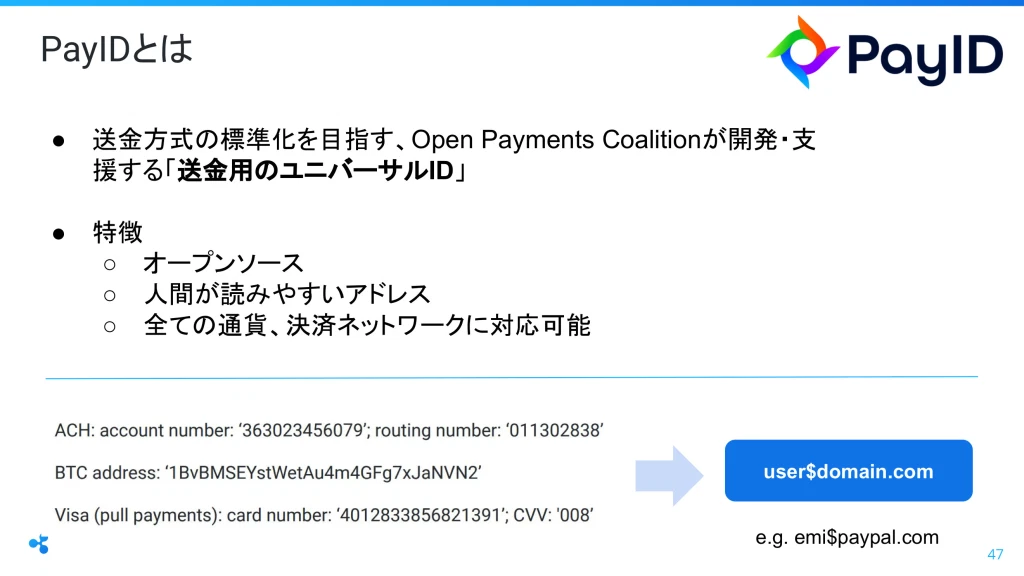 PayIDとは
PayID
● 送金方式の標準化を目指す、Open Payments Coalitionが開発・支
援する「送金用のユニバーサルID」
● 特徴
○ オープンソース
○ 人間が読みやすいアドレス
○ 全ての通貨、決済ネットワークに対応可能
ACH: account number: ‘363023456079’; routing number: ‘011302838’
BTC address: ‘1BvBMSEYstWetAu4m4GFg7xJaNVN2’
Visa (pull payments): card number: ‘4012833856821391’; CVV: '008’
user$domain.com
e.g. emi$paypal.com
47